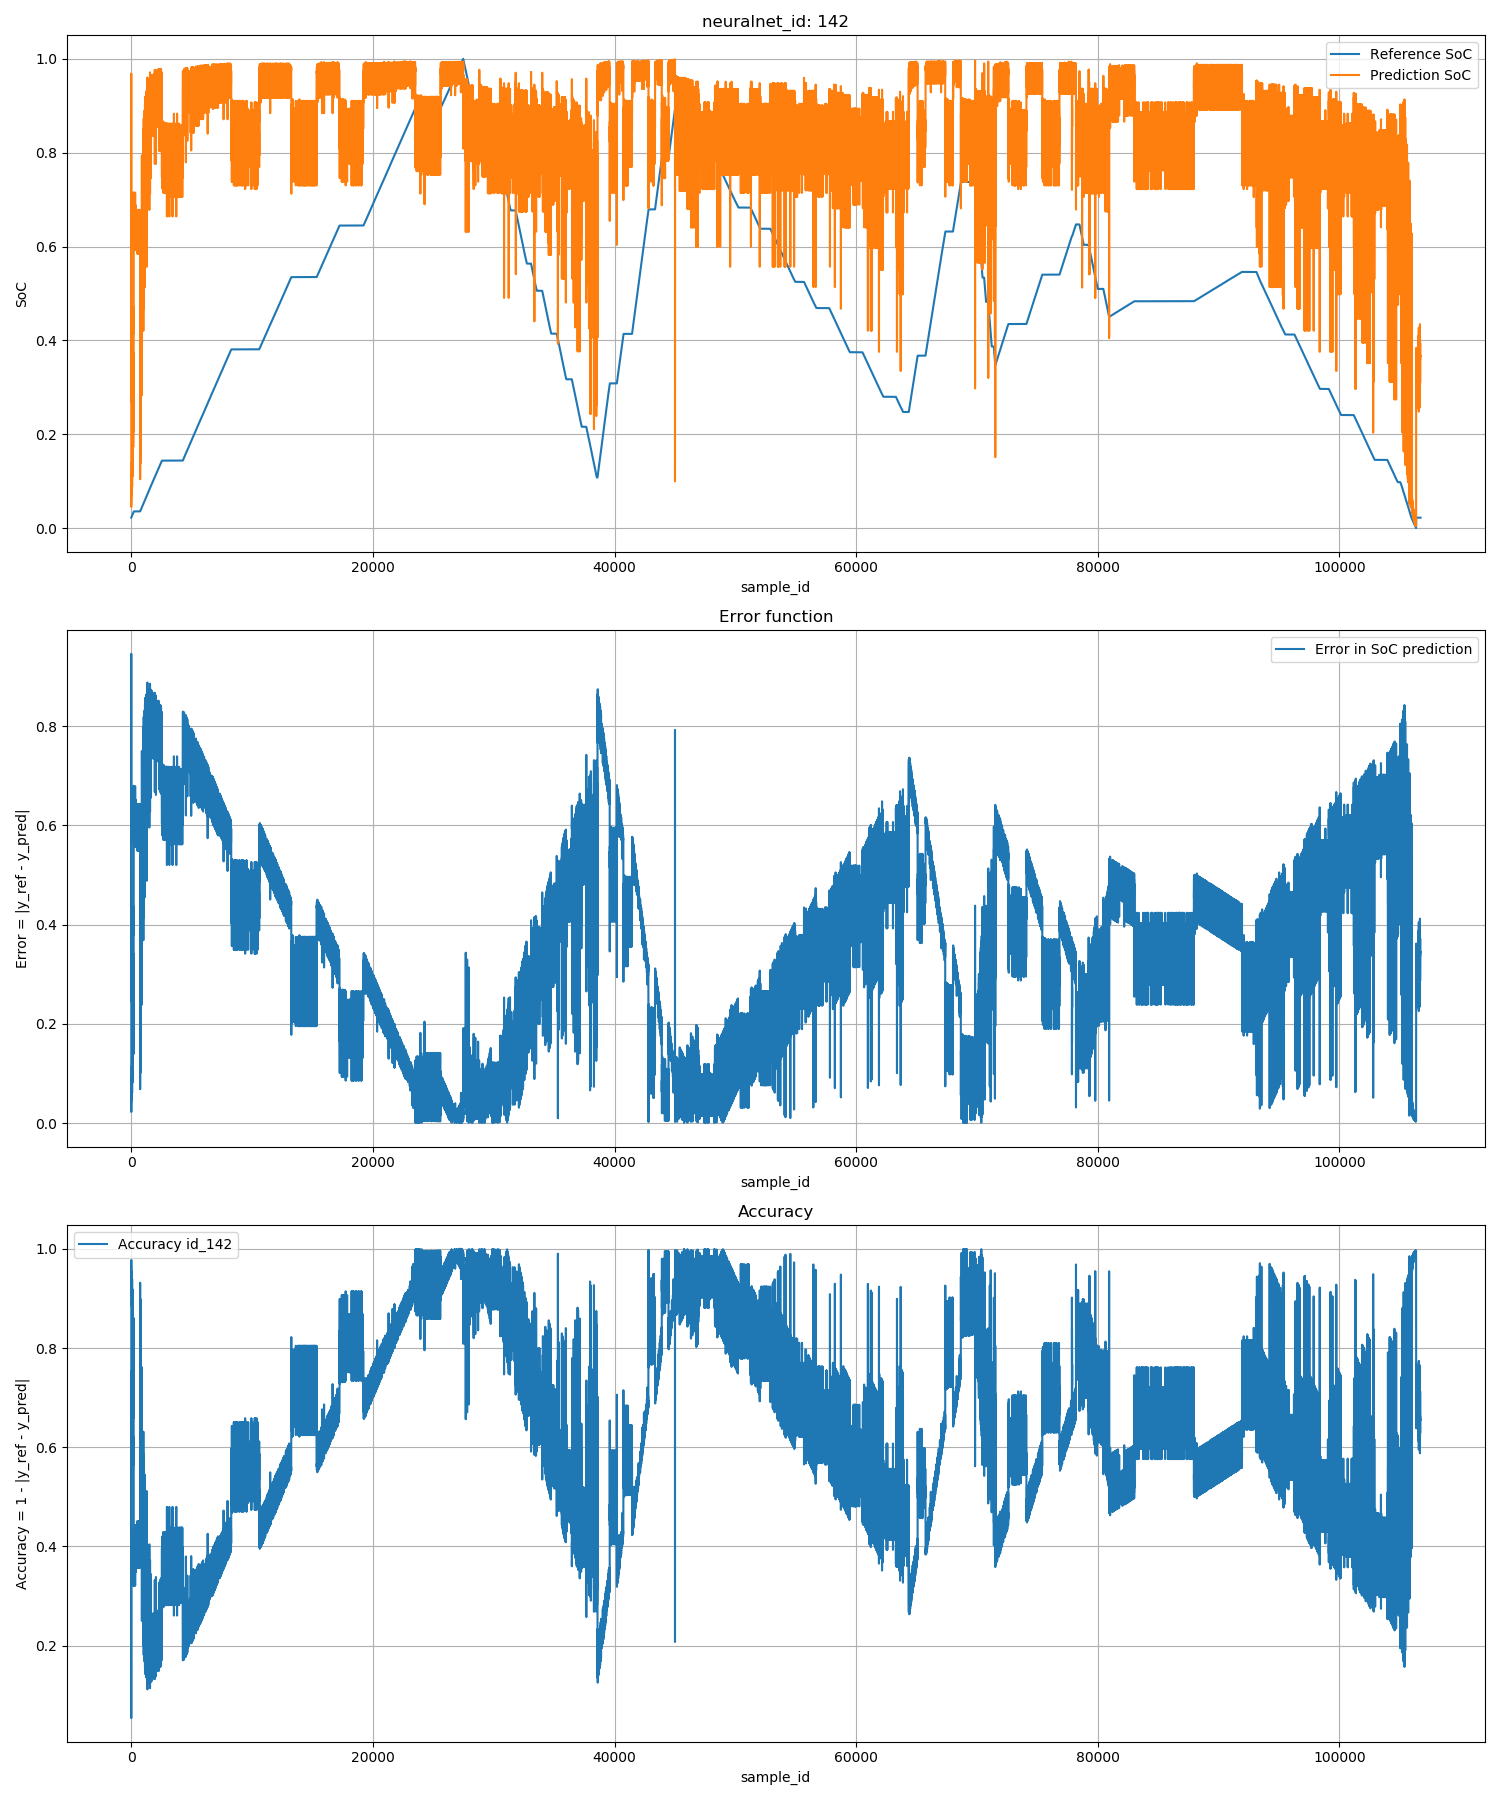 neuralnet_id: 142
1.0
0.8
0.6
0.4
0.2
0.0
SoC
Reference SoC
Prediction SoC
0 20000 40000 60000 80000 100000
sample_id
Error function
0.8
0.6
0.4
0.2
0.0
Error = |y_ref - y_pred|
Error in SoC prediction
0 20000 40000 60000 80000 100000
sample_id
Accuracy
1.0
0.8
0.6
0.4
0.2
Accuracy = 1 - |y_ref - y_pred|
Accuracy id_142
0 20000 40000 60000 80000 100000
sample_id